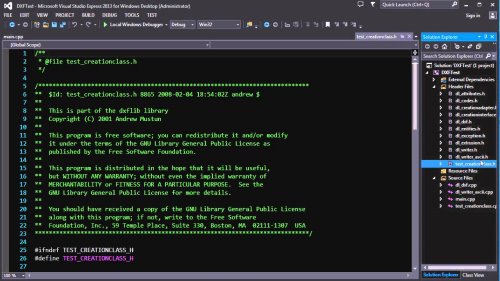 DXFTest - Microsoft Visual Studio Express 2013 for Windows Desktop (Administrator)
Quick Launch (Ctrl+Q)
FILE EDIT VIEW PROJECT BUILD DEBUG TEAM TOOLS TEST WINDOW HELP
Local Windows Debugger Debug Win32
main.cpp
test_creationclass.h
(Global Scope)
1 /**
2 * @file test_creationclass.h
3 */
4
5 /*****************************************************************************
6 ** $Id: test_creationclass.h 8865 2008-02-04 18:54:02Z andrew $
7 **
8 ** This is part of the dxflib library
9 ** Copyright (C) 2001 Andrew Mustun
10 **
11 ** This program is free software; you can redistribute it and/or modify
12 ** it under the terms of the GNU Library General Public License as
13 ** published by the Free Software Foundation.
14 **
15 ** This program is distributed in the hope that it will be useful,
16 ** but WITHOUT ANY WARRANTY; without even the implied warranty of
17 ** MERCHANTABILITY or FITNESS FOR A PARTICULAR PURPOSE. See the
18 ** GNU Library General Public License for more details.
19 **
20 ** You should have received a copy of the GNU Library General Public License
21 ** along with this program; if not, write to the Free Software
22 ** Foundation, Inc., 59 Temple Place, Suite 330, Boston, MA 02111-1307 USA
23 ******************************************************************************/
24
25 #ifndef TEST_CREATIONCLASS_H
26 #define TEST_CREATIONCLASS_H
100 %
Solution Explorer
Search Solution Explorer
Solution 'DXFTest' (1 project)
DXFTest
External Dependencies
Header Files
dl_attributes.h
dl_codes.h
dl_creationadapter.h
dl_creationinterface
dl_dxf.h
dl_entities.h
dl_exception.h
dl_extrusion.h
dl_writer.h
dl_writer_ascii.h
test_creationclass.h
Resource Files
Source Files
dl_dxf.cpp
dl_writer_ascii.cpp
main.cpp
test_creationclass.c
Solution Explorer Class View